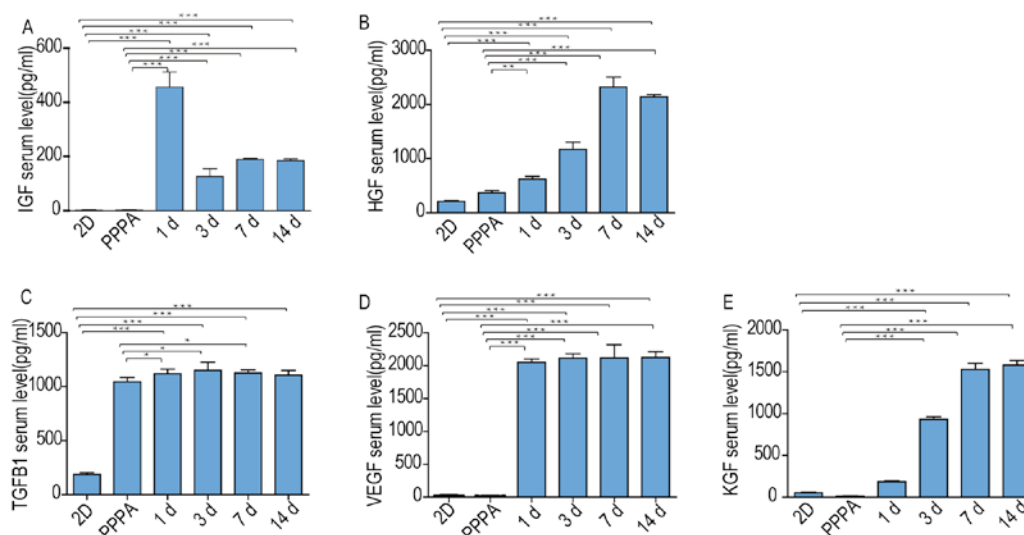 A
***
***
***
***
***
***
***
***
IGF serum level(pg/ml)
600
400
200
0
2D
PPPA
1 d
3 d
7 d
14 d
B
***
***
***
***
***
***
***
**
HGF serum level(pg/ml)
3000
2000
1000
0
2D
PPPA
1 d
3 d
7 d
14 d
C
***
***
***
***
*
*
*
TGFB1 serum level(pg/ml)
1500
1000
500
0
2D
PPPA
1 d
3 d
7 d
14 d
D
***
***
***
***
***
***
***
***
VEGF serum level(pg/ml)
2500
2000
1500
1000
500
0
2D
PPPA
1 d
3 d
7 d
14 d
E
***
***
***
***
***
***
KGF serum level(pg/ml)
2000
1500
1000
500
0
2D
PPPA
1 d
3 d
7 d
14 d